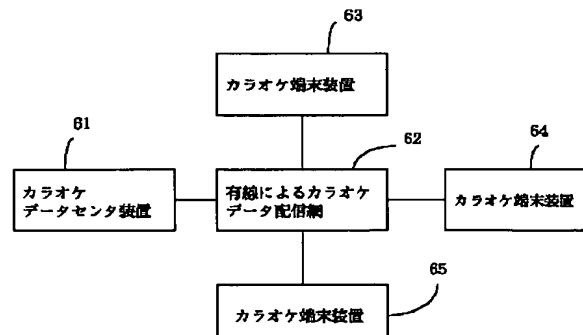 63
カラオケ端末装置
61
62
64
カラオケ
データセンタ装置
有線によるカラオケ
データ配信網
カラオケ端末装置
65
カラオケ端末装置